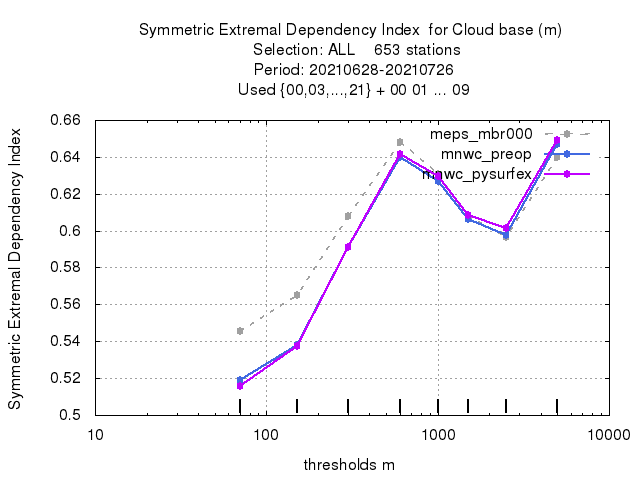 Symmetric Extremal Dependency Index  for Cloud base (m)
Selection: ALL    653 stations
Period: 20210628-20210726
Used {00,03,...,21} + 00 01 ... 09
Symmetric Extremal Dependency Index
0.66
0.64
0.62
0.6
0.58
0.56
0.54
0.52
0.5
meps_mbr000
mnwc_preop
mnwc_pysurfex
10
100
1000
10000
thresholds m